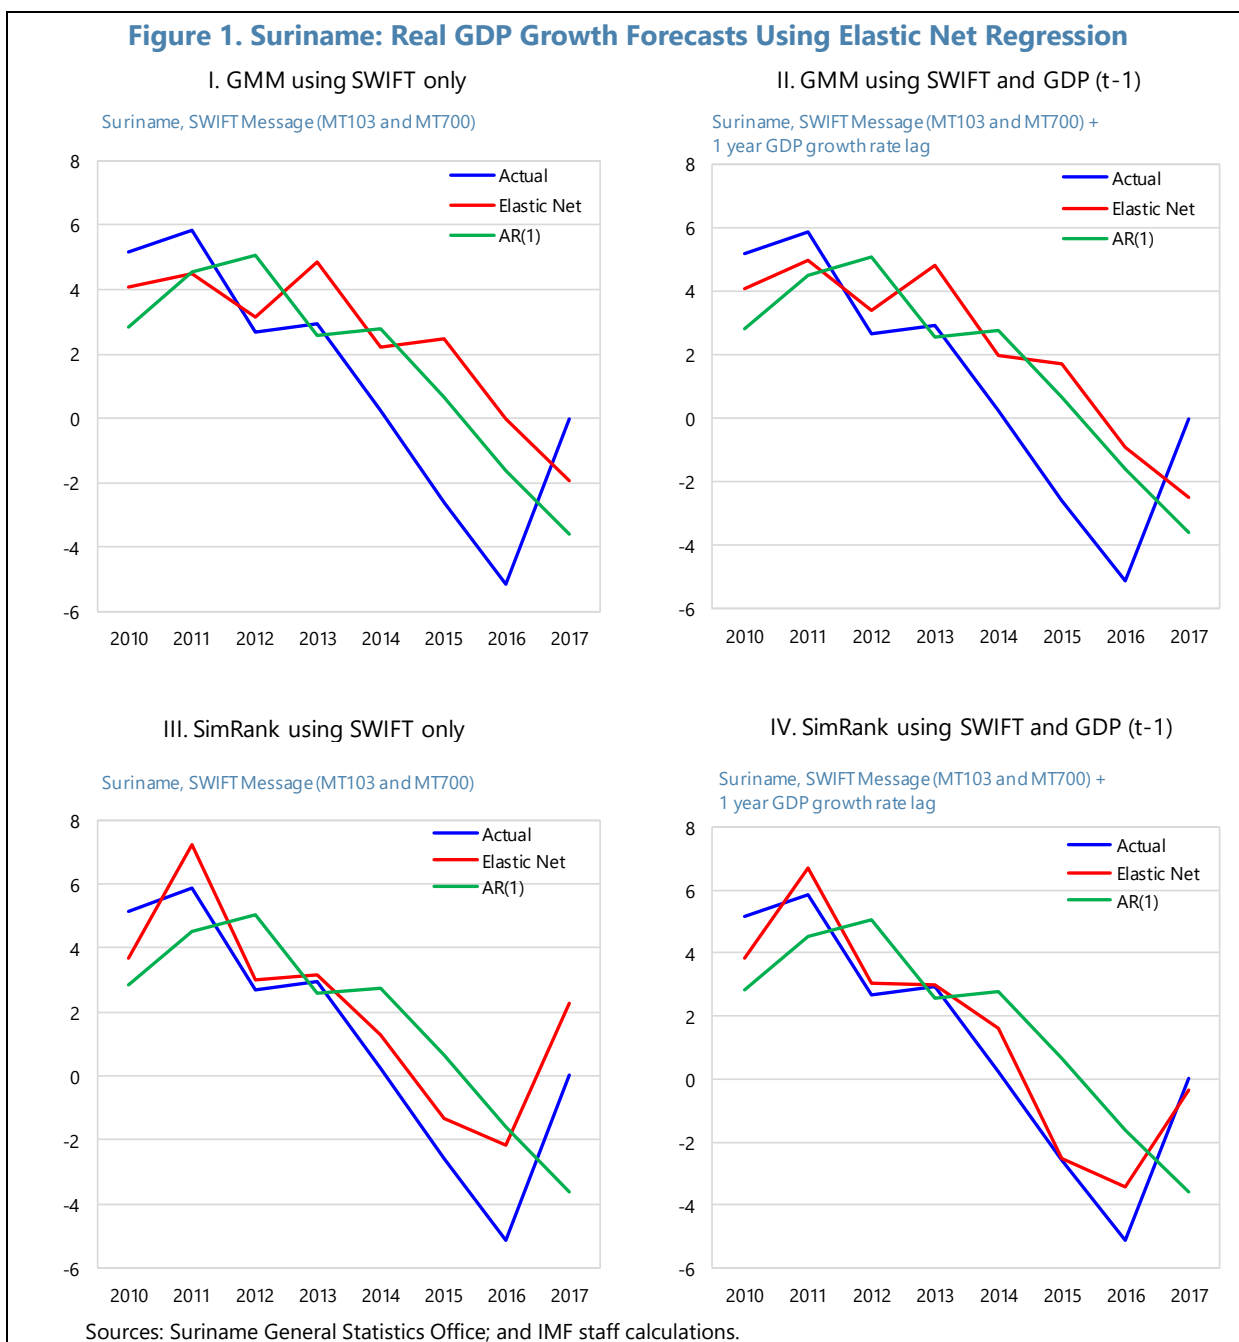 Figure 1. Suriname: Real GDP Growth Forecasts Using Elastic Net Regression
I. GMM using SWIFT only
Suriname, SWIFT Message (MT103 and MT700)
Actual
Elastic Net
AR(1)
8
6
4
2
0
-2
-4
-6
2010 2011 2012 2013 2014 2015 2016 2017
II. GMM using SWIFT and GDP (t-1)
Suriname, SWIFT Message (MT103 and MT700) +
1 year GDP growth rate lag
Actual
Elastic Net
AR(1)
8
6
4
2
0
-2
-4
-6
2010 2011 2012 2013 2014 2015 2016 2017
III. SimRank using SWIFT only
Suriname, SWIFT Message (MT103 and MT700)
Actual
Elastic Net
AR(1)
8
6
4
2
0
-2
-4
-6
2010 2011 2012 2013 2014 2015 2016 2017
IV. SimRank using SWIFT and GDP (t-1)
Suriname, SWIFT Message (MT103 and MT700) +
1 year GDP growth rate lag
Actual
Elastic Net
AR(1)
8
6
4
2
0
-2
-4
-6
2010 2011 2012 2013 2014 2015 2016 2017
Sources: Suriname General Statistics Office; and IMF staff calculations.